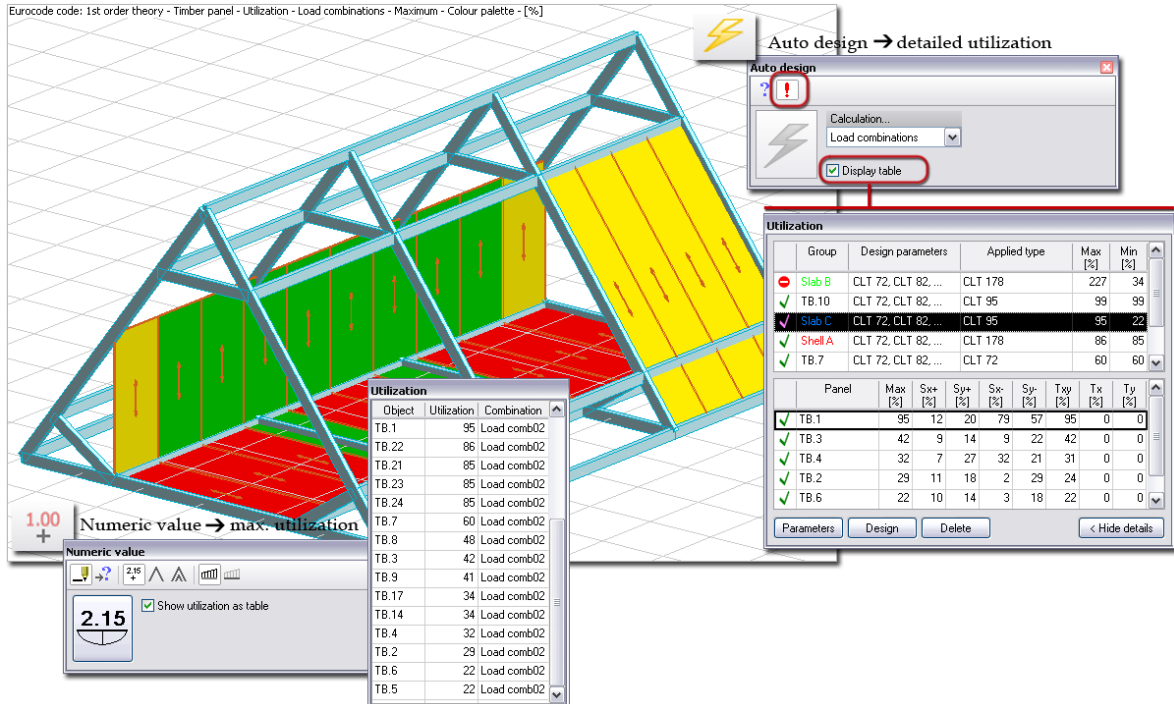 Eurocode code: 1st order theory - Timber panel - Utilization - Load combinations - Maximum - Colour palette - [%]
Auto design → detailed utilization
Auto design
?
!
Calculation...
Load combinations
Display table
Utilization
Group Design parameters Applied type Max [%] Min [%]
Slab B CLT 72, CLT 82, ... CLT 178 227 34
TB.10 CLT 72, CLT 82, ... CLT 95 99 99
Slab C CLT 72, CLT 82, ... CLT 95 95 22
Shell A CLT 72, CLT 82, ... CLT 178 86 85
TB.7 CLT 72, CLT 82, ... CLT 72 60 60
Panel Max [%] Sx+ [%] Sy+ [%] Sx- [%] Sy- [%] Txy [%] Tx [%] Ty [%]
TB.1 95 12 20 79 57 95 0 0
TB.3 42 9 14 9 22 42 0 0
TB.4 32 7 27 32 21 31 0 0
TB.2 29 11 18 2 29 24 0 0
TB.6 22 10 14 3 18 22 0 0
Parameters Design Delete < Hide details
Utilization
Object Utilization Combination
TB.1 95 Load comb02
TB.22 86 Load comb02
TB.21 85 Load comb02
TB.23 85 Load comb02
TB.24 85 Load comb02
TB.7 60 Load comb02
TB.8 48 Load comb02
TB.3 42 Load comb02
TB.9 41 Load comb02
TB.17 34 Load comb02
TB.14 34 Load comb02
TB.4 32 Load comb02
TB.2 29 Load comb02
TB.6 22 Load comb02
TB.5 22 Load comb02
1.00
+
Numeric value → max. utilization
Numeric value
? 2.15
+
2.15
Show utilization as table